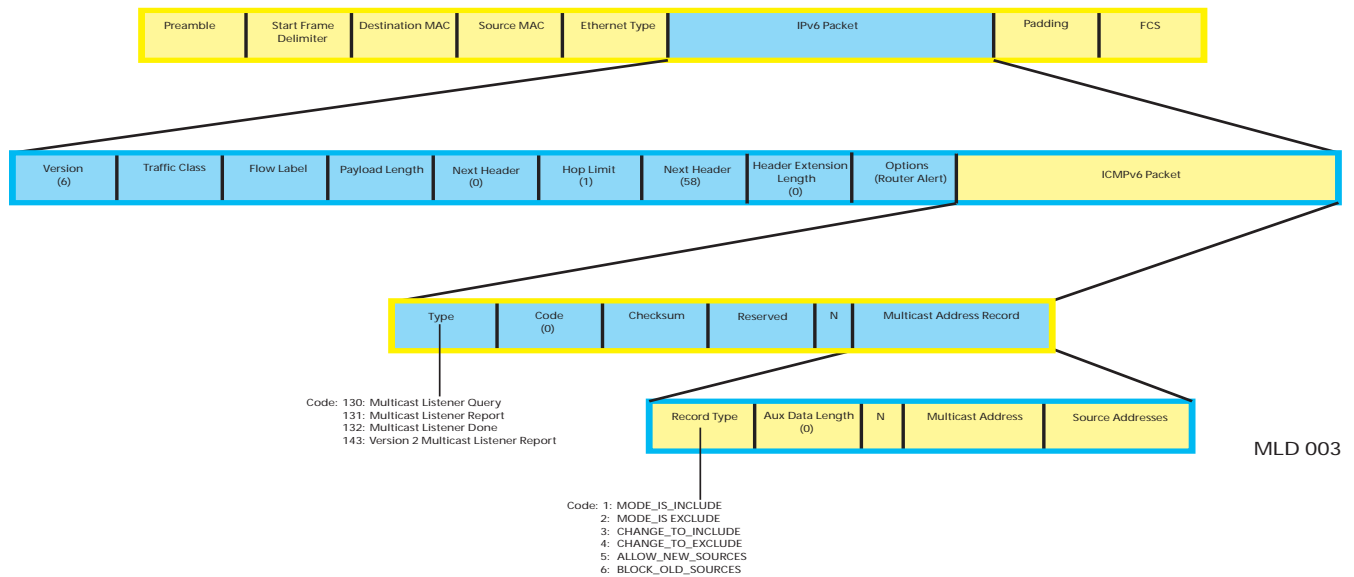 Preamble
Start Frame
Delimiter
Destination MAC
Source MAC
Ethernet Type
IPv6 Packet
Padding
FCS
Version
(6)
Traffic Class
Flow Label
Payload Length
Next Header
(0)
Hop Limit
(1)
Next Header
(58)
Header Extension
Length
(0)
Options
(Router Alert)
ICMPv6 Packet
Type
Code
(0)
Checksum
Reserved
N
Multicast Address Record
Code: 130: Multicast Listener Query
131: Multicast Listener Report
132: Multicast Listener Done
143: Version 2 Multicast Listener Report
Record Type
Aux Data Length
(0)
N
Multicast Address
Source Addresses
MLD 003
Code: 1: MODE_IS_INCLUDE
2: MODE_IS EXCLUDE
3: CHANGE_TO_INCLUDE
4: CHANGE_TO_EXCLUDE
5: ALLOW_NEW_SOURCES
6: BLOCK_OLD_SOURCES